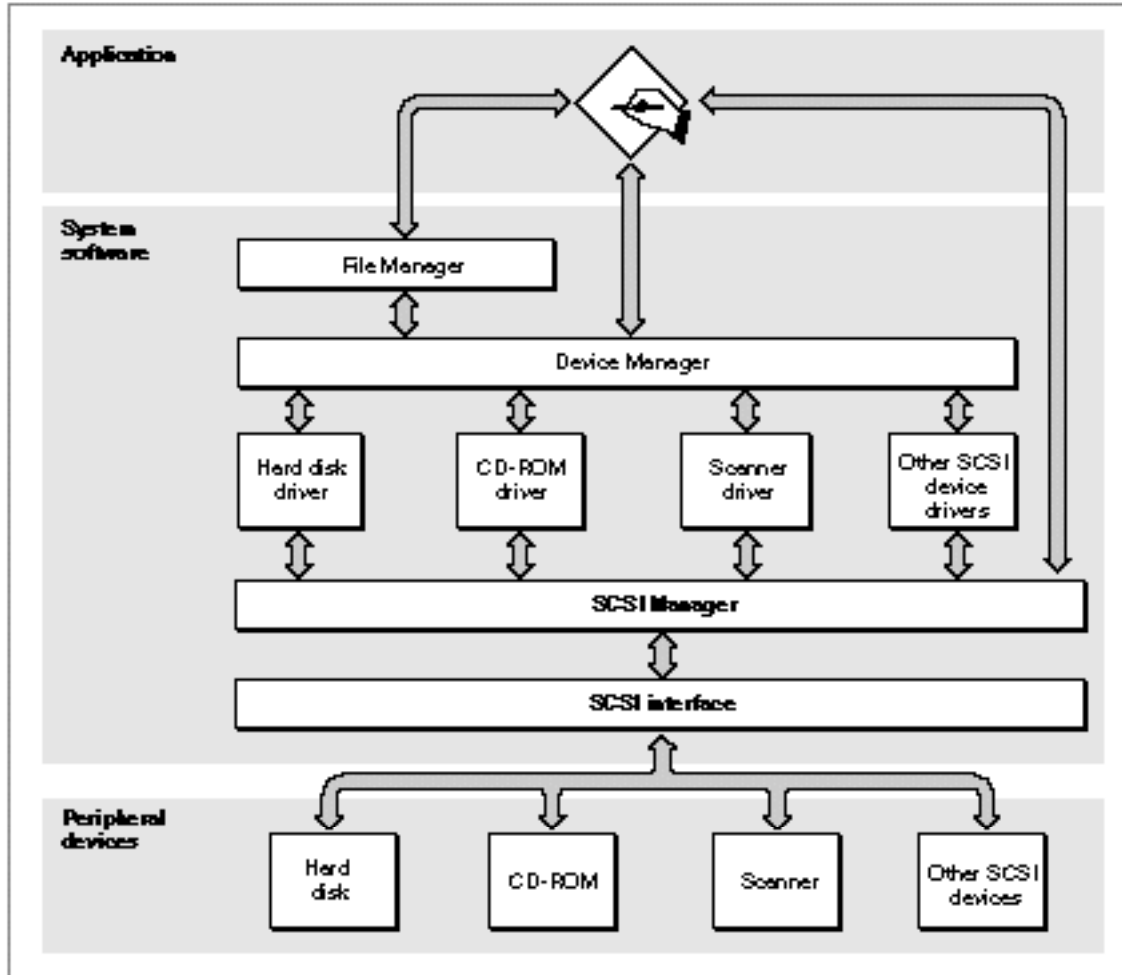 Application
System
software
File Manager
Device Manager
Hard disk
driver
CD-ROM
driver
Scanner
driver
Other SCSI
device
drivers
SCSI Manager
SCSI interface
Peripheral
devices
Hard
disk
CD-ROM
Scanner
Other SCSI
devices